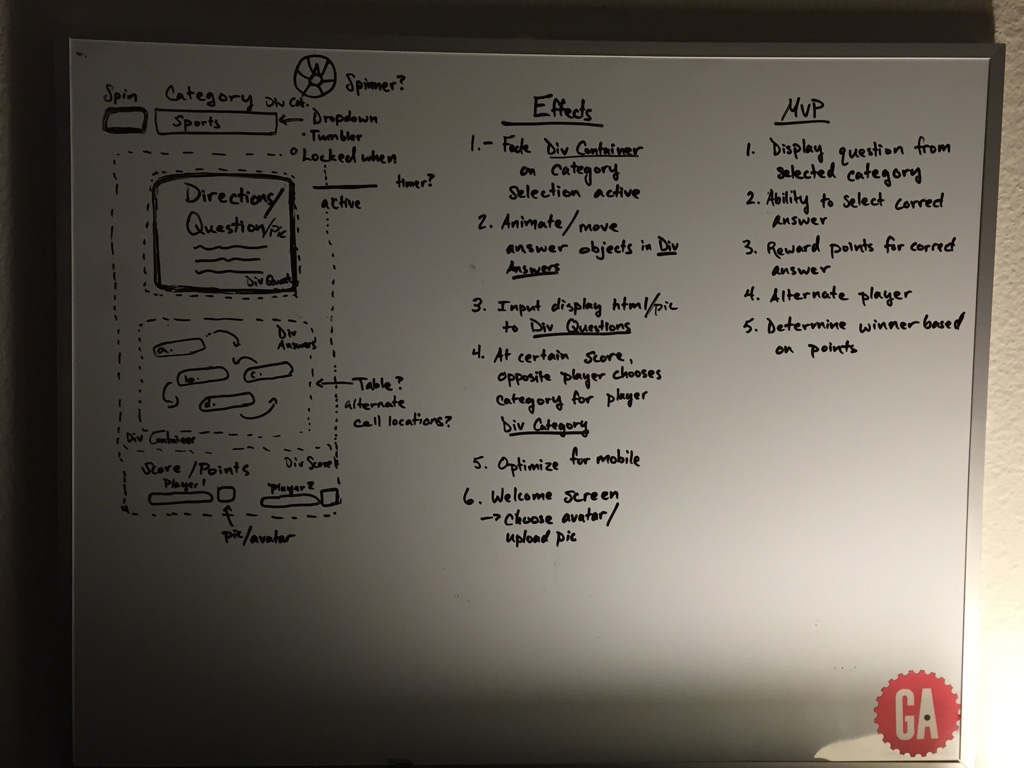 Spinner?
Spin
Category
Div Cat.
Sports
Dropdown
• Tumbler
Locked when
active
timer?
Directions/
Question/pic
Div Quest
Div
Answers
a.
b.
c.
d.
Table?
alternate
call locations?
Div Container
Score/Points
Div Score
Player 1
Player 2
pic/avatar
Effects
1.- Fade Div Container
on Category
Selection active
2. Animate/move
answer objects in Div
Answers
3. Input display html/pic
to Div Questions
4. At certain score,
opposite player chooses
category for player
Div Category
5. Optimize for mobile
6. Welcome screen
→ Choose avatar/
upload pic
MVP
1. Display question from
selected category
2. Ability to select correct
answer
3. Reward points for correct
answer
4. Alternate player
5. Determine winner based
on points
GA